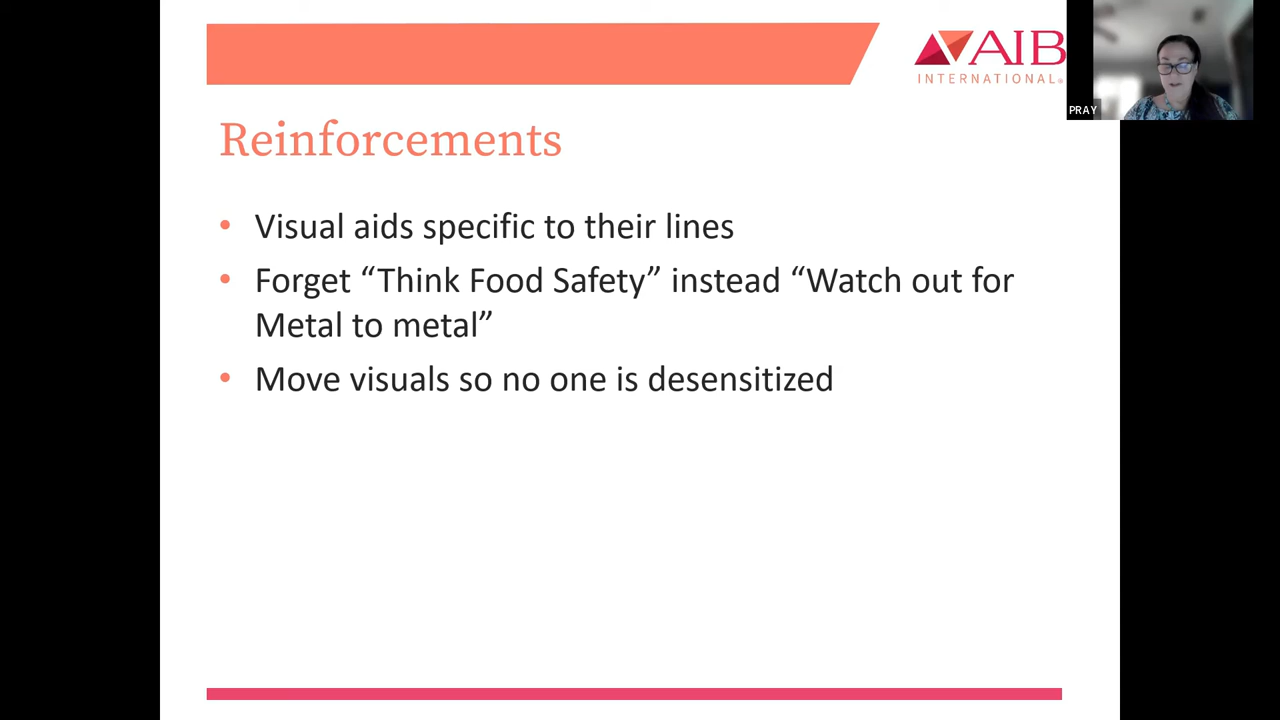 AIB
INTERNATIONAL®
PRAY
Reinforcements
• Visual aids specific to their lines
• Forget “Think Food Safety” instead “Watch out for
Metal to metal”
• Move visuals so no one is desensitized